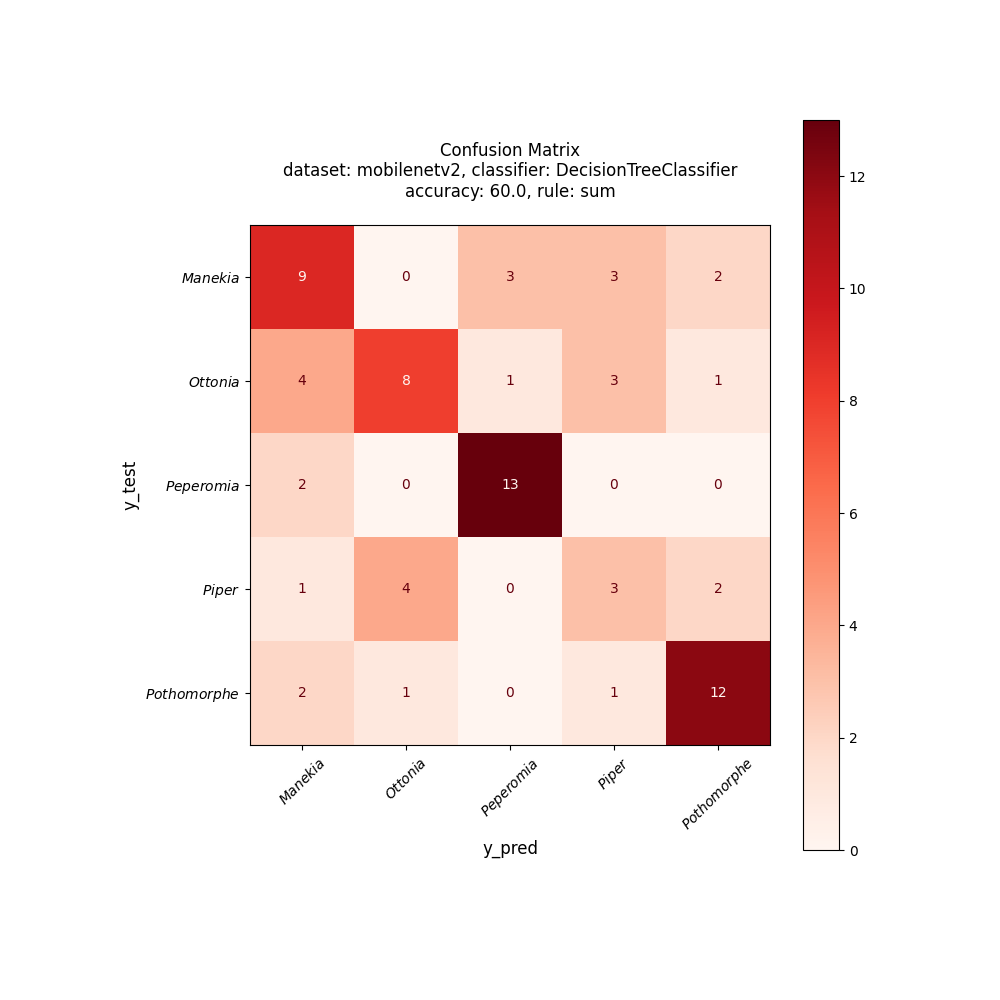 Confusion Matrix
dataset: mobilenetv2, classifier: DecisionTreeClassifier
accuracy: 60.0, rule: sum
Manekia 9 0 3 3 2
Ottonia 4 8 1 3 1
Peperomia 2 0 13 0 0
Piper 1 4 0 3 2
Pothomorphe 2 1 0 1 12
Manekia Ottonia Peperomia Piper Pothomorphe
y_test
y_pred
12
10
8
6
4
2
0